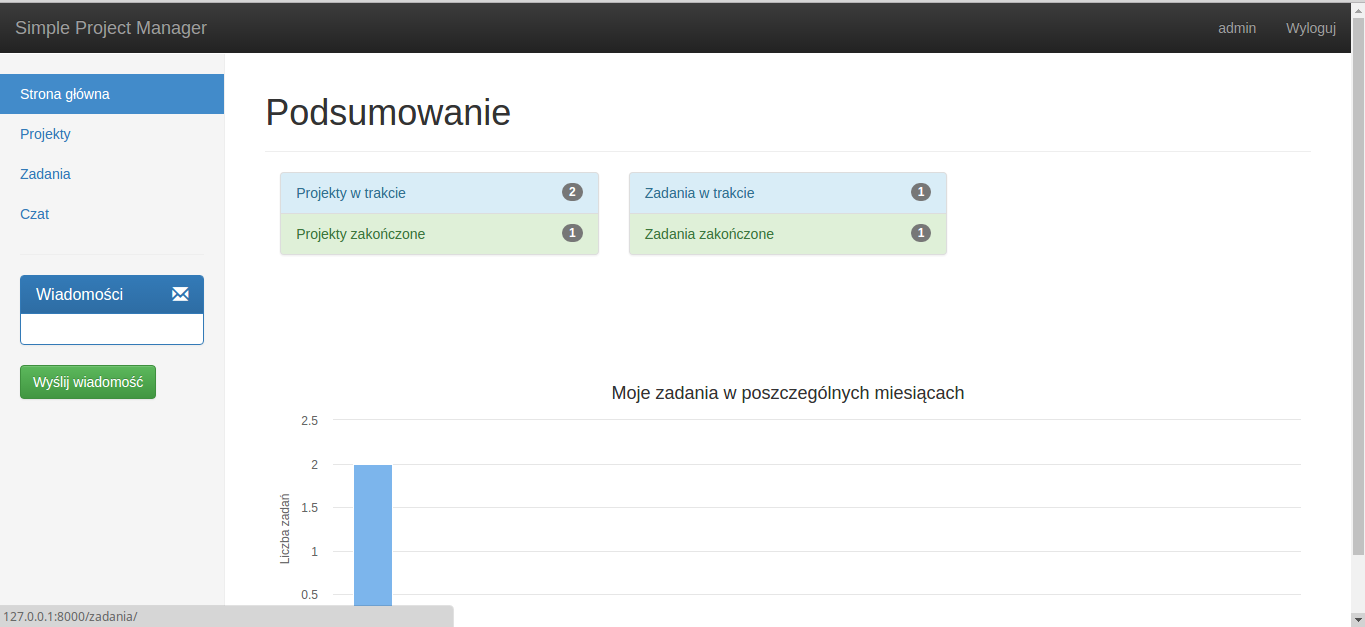 Simple Project Manager
admin
Wyloguj
Strona główna
Projekty
Zadania
Czat
Wiadomości
Wyślij wiadomość
Podsumowanie
Projekty w trakcie 2
Projekty zakończone 1
Zadania w trakcie 1
Zadania zakończone 1
Moje zadania w poszczególnych miesiącach
Liczba zadań
2.5
2
1.5
1
0.5
127.0.0.1:8000/zadania/